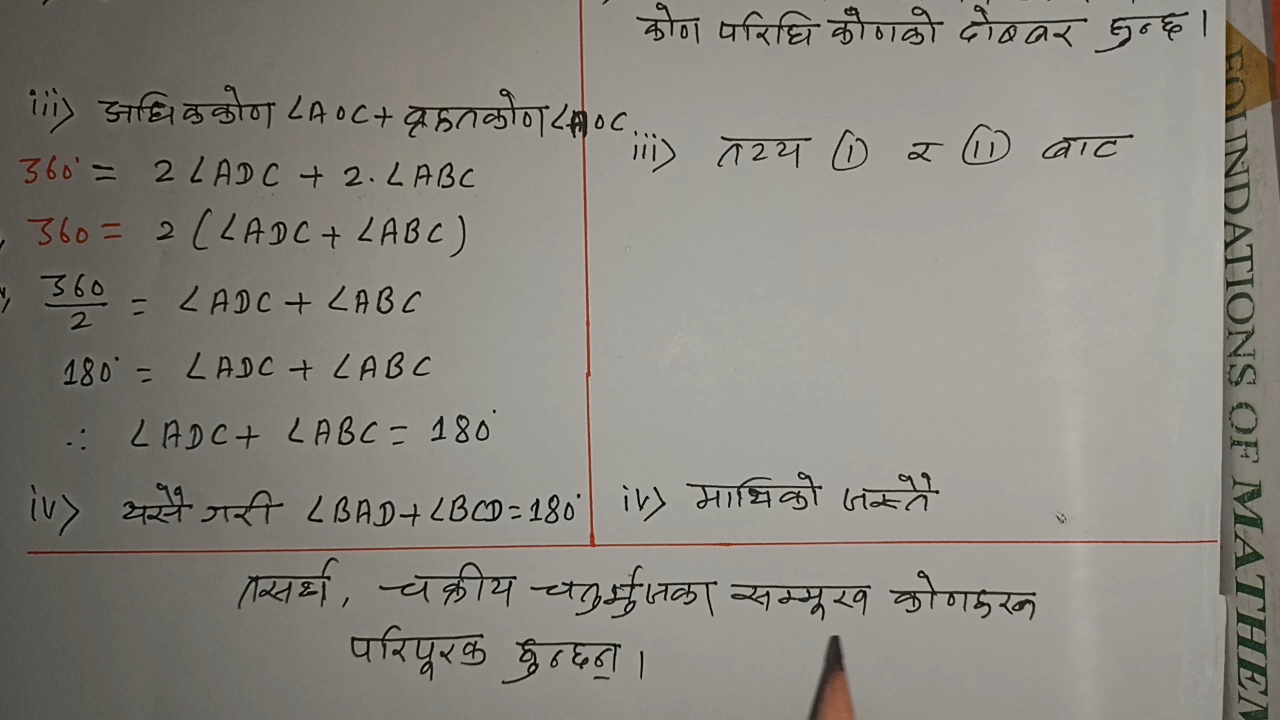 कोण परिधि कोणको दोब्बर हुन्छ।
iii) अधिककोण ∠AOC + वृहतकोण ∠AOC
360° = 2 ∠ADC + 2. ∠ABC
360 = 2 (∠ADC + ∠ABC)
360/2 = ∠ADC + ∠ABC
180° = ∠ADC + ∠ABC
∴ ∠ADC + ∠ABC = 180°
iv) यसै गरी ∠BAD + ∠BCD = 180°
iii) तथ्य (i) र (ii) बाट
iv) माथिको जस्तै
तसर्थ, चक्रीय चतुर्भुजका सम्मूख कोणहरू
परिपूरक हुन्छन्।
FOUNDATIONS OF MATHEM